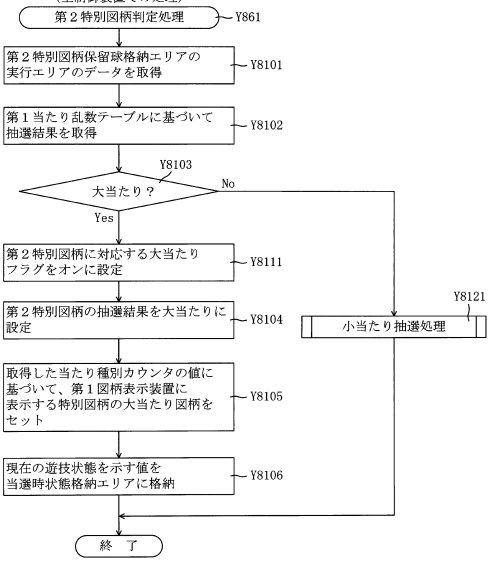 (主制御装置での処理)
第2特別図柄判定処理
Y861
第2特別図柄保留球格納エリアの
実行エリアのデータを取得
Y8101
第1当たり乱数テーブルに基づいて
抽選結果を取得
Y8102
Y8103
大当たり?
No
Yes
第2特別図柄に対応する大当たり
フラグをオンに設定
Y8111
Y8121
小当たり抽選処理
第2特別図柄の抽選結果を大当たりに
設定
Y8104
取得した当たり種別カウンタの値に
基づいて、第1図柄表示装置に
表示する特別図柄の大当たり図柄を
セット
Y8105
現在の遊技状態を示す値を
当選時状態格納エリアに格納
Y8106
終 了